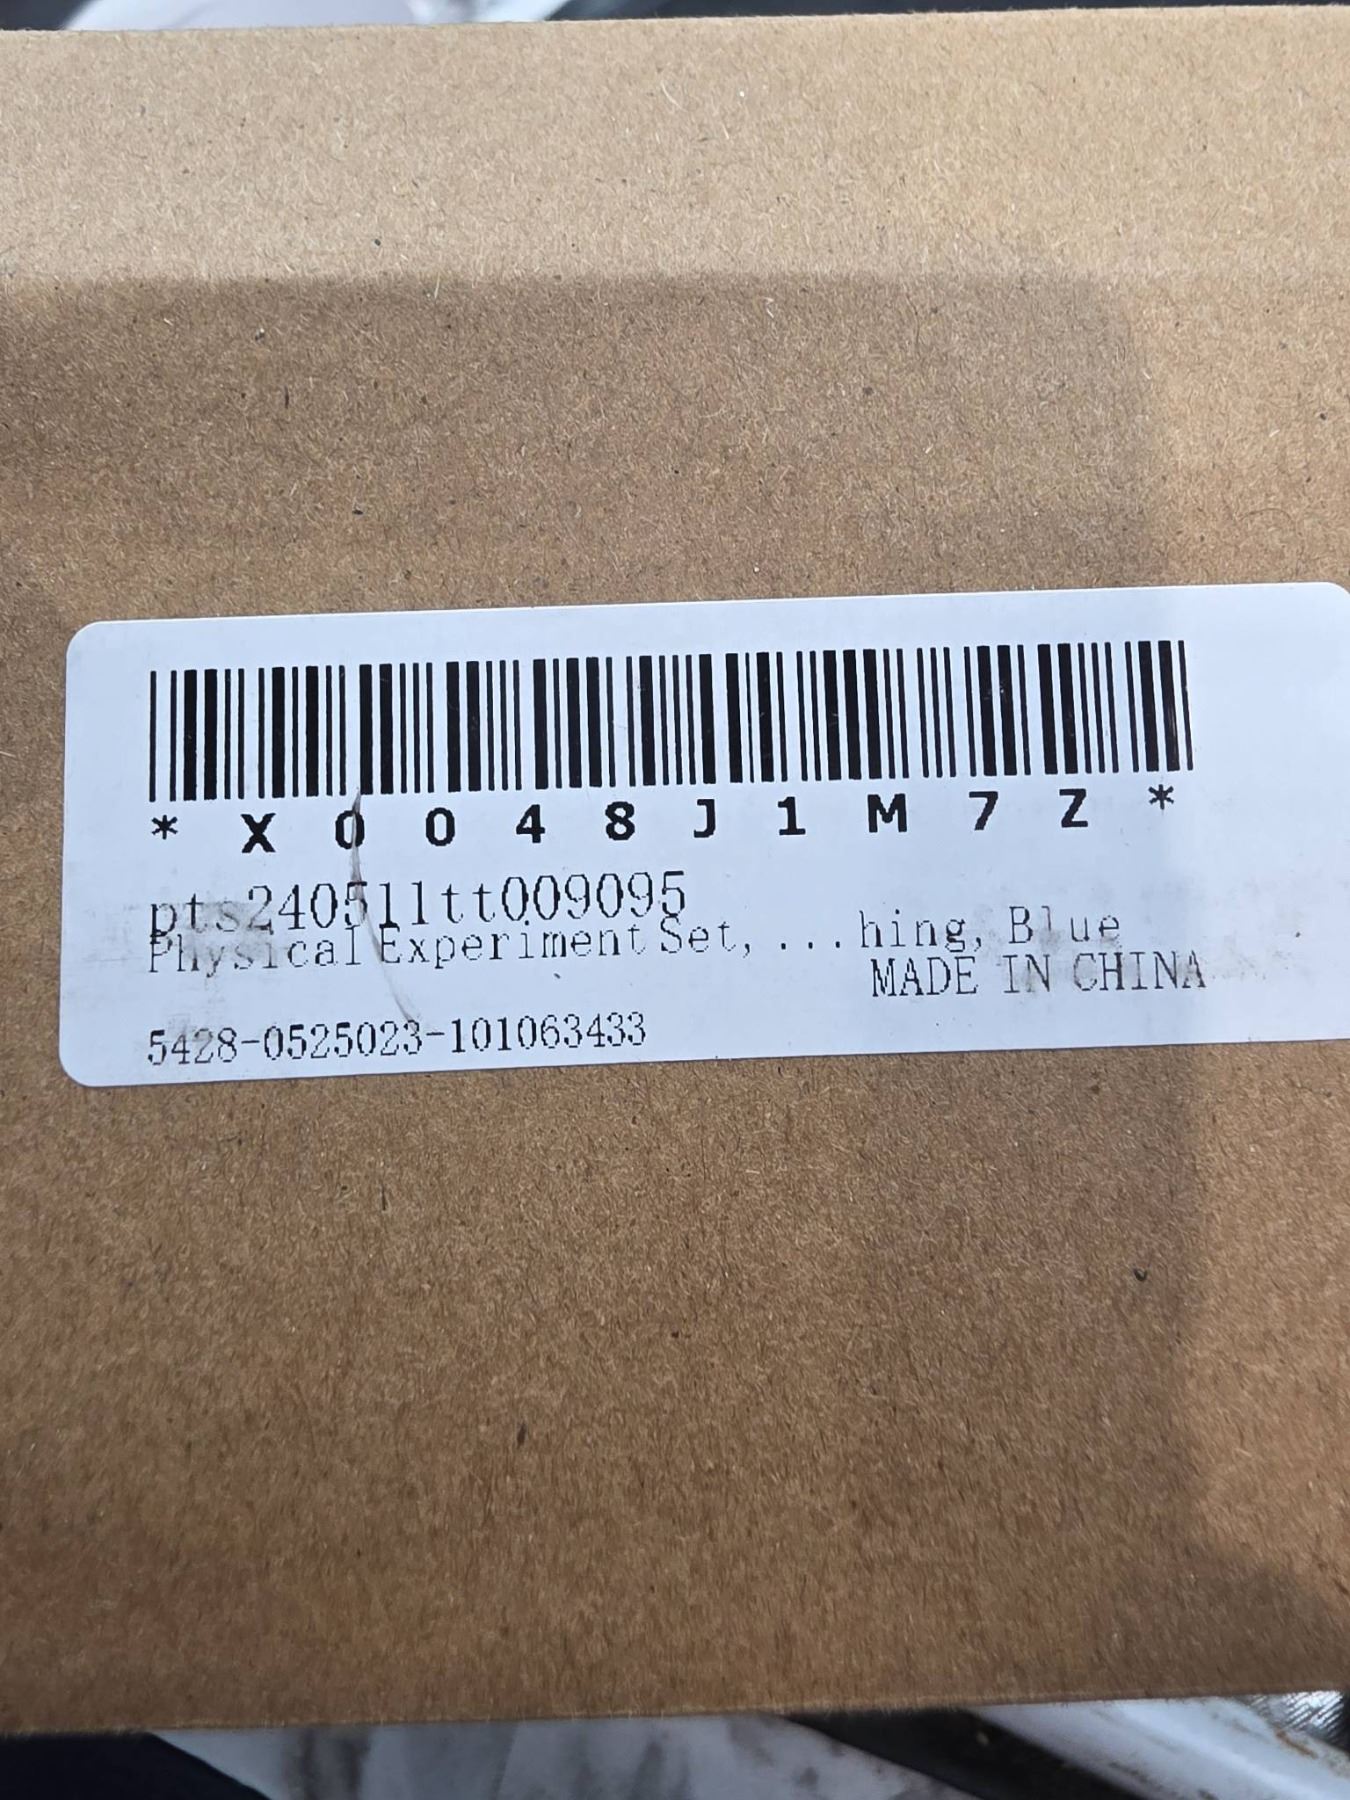 *X0048J1M7Z*
pts240511tt009095
Physical Experiment Set, ...hing, Blue
MADE IN CHINA
5428-0525023-101063433